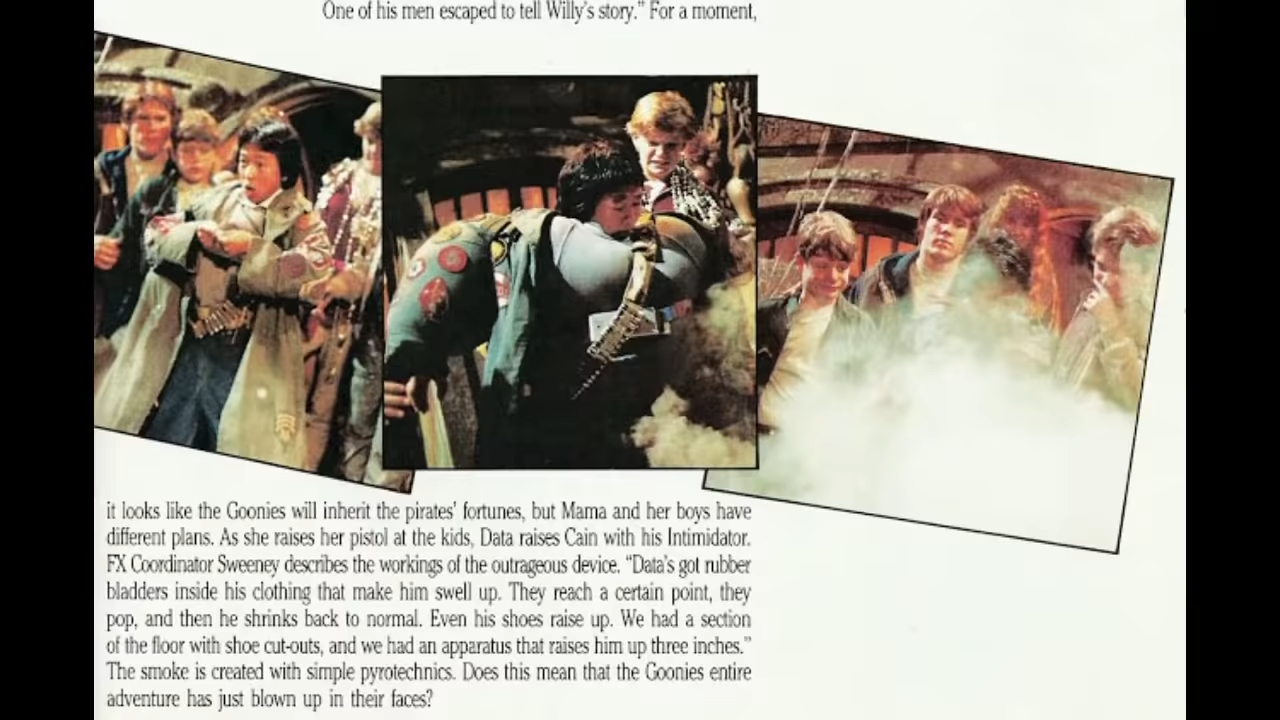 One of his men escaped to tell Willy's story." For a moment,
it looks like the Goonies will inherit the pirates' fortunes, but Mama and her boys have
different plans. As she raises her pistol at the kids, Data raises Cain with his Intimidator.
FX Coordinator Sweeney describes the workings of the outrageous device. "Data's got rubber
bladders inside his clothing that make him swell up. They reach a certain point, they
pop, and then he shrinks back to normal. Even his shoes raise up. We had a section
of the floor with shoe cut-outs, and we had an apparatus that raises him up three inches."
The smoke is created with simple pyrotechnics. Does this mean that the Goonies entire
adventure has just blown up in their faces?